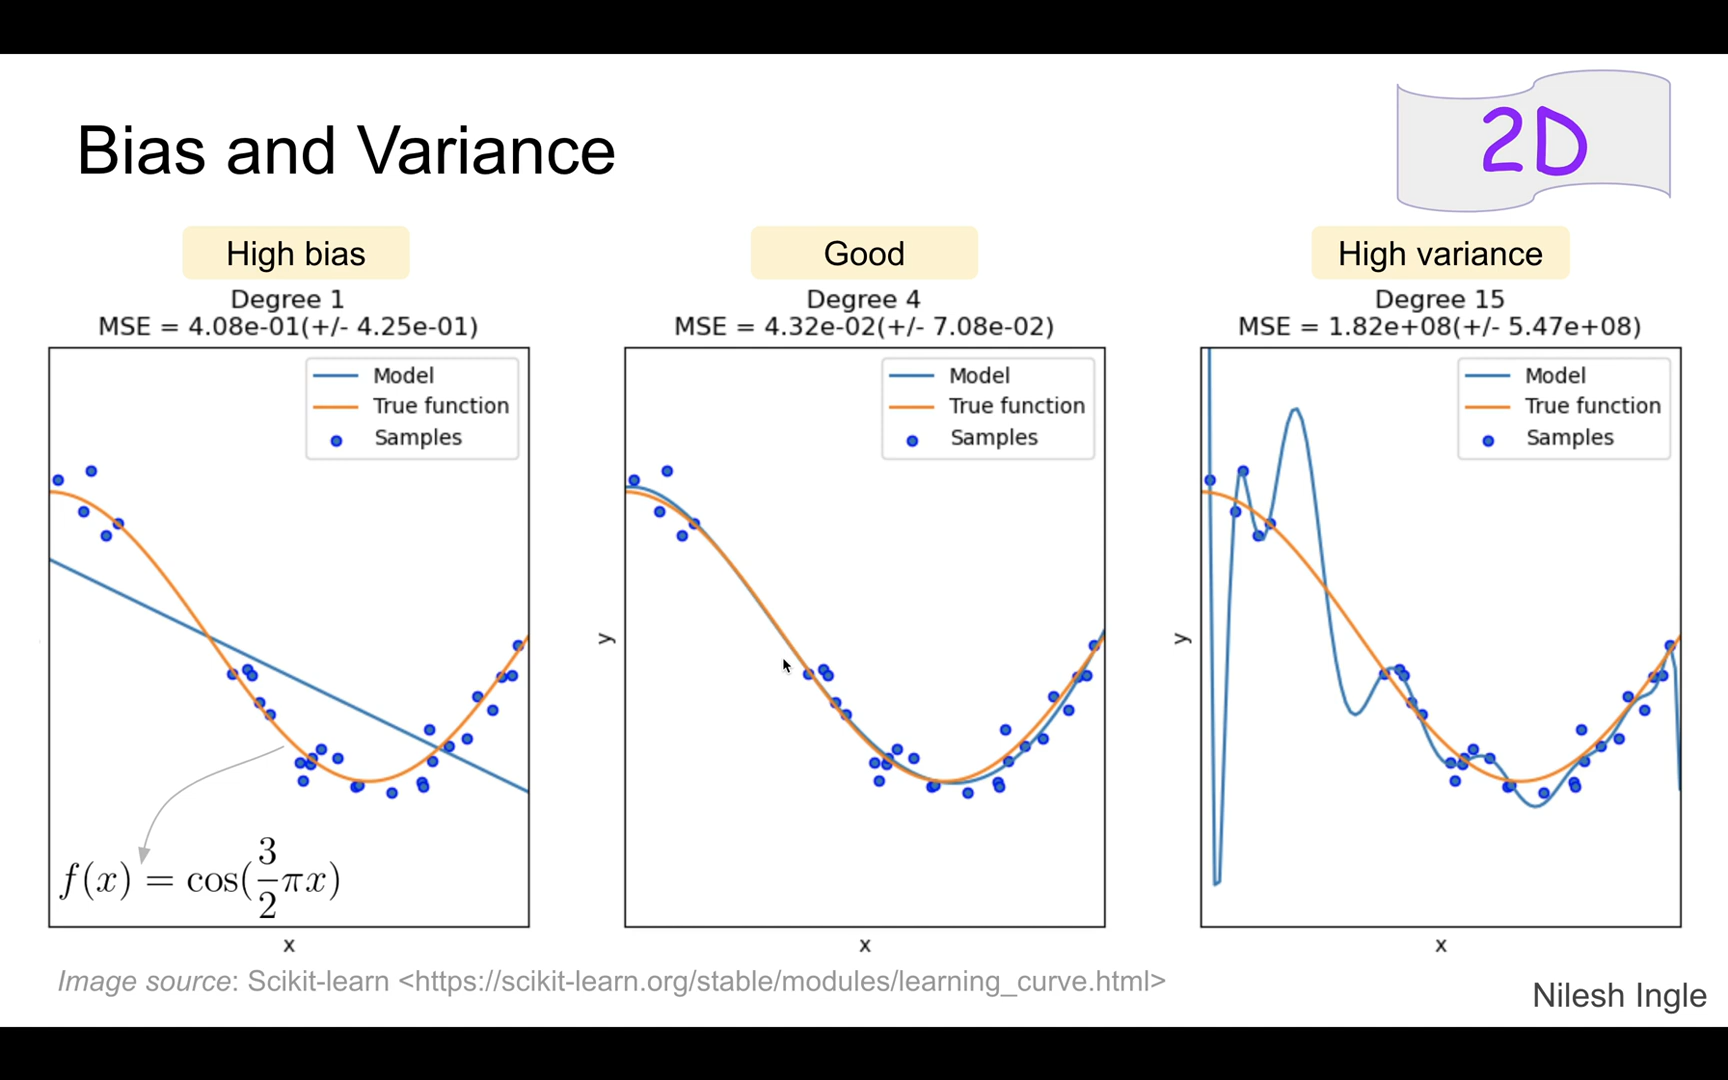 Bias and Variance
2D
High bias
Good
High variance
Degree 1
MSE = 4.08e-01(+/- 4.25e-01)
Model
True function
Samples
f(x) = cos(3/2 πx)
x
Degree 4
MSE = 4.32e-02(+/- 7.08e-02)
Model
True function
Samples
y
x
Degree 15
MSE = 1.82e+08(+/- 5.47e+08)
Model
True function
Samples
y
x
Image source: Scikit-learn <https://scikit-learn.org/stable/modules/learning_curve.html>
Nilesh Ingle